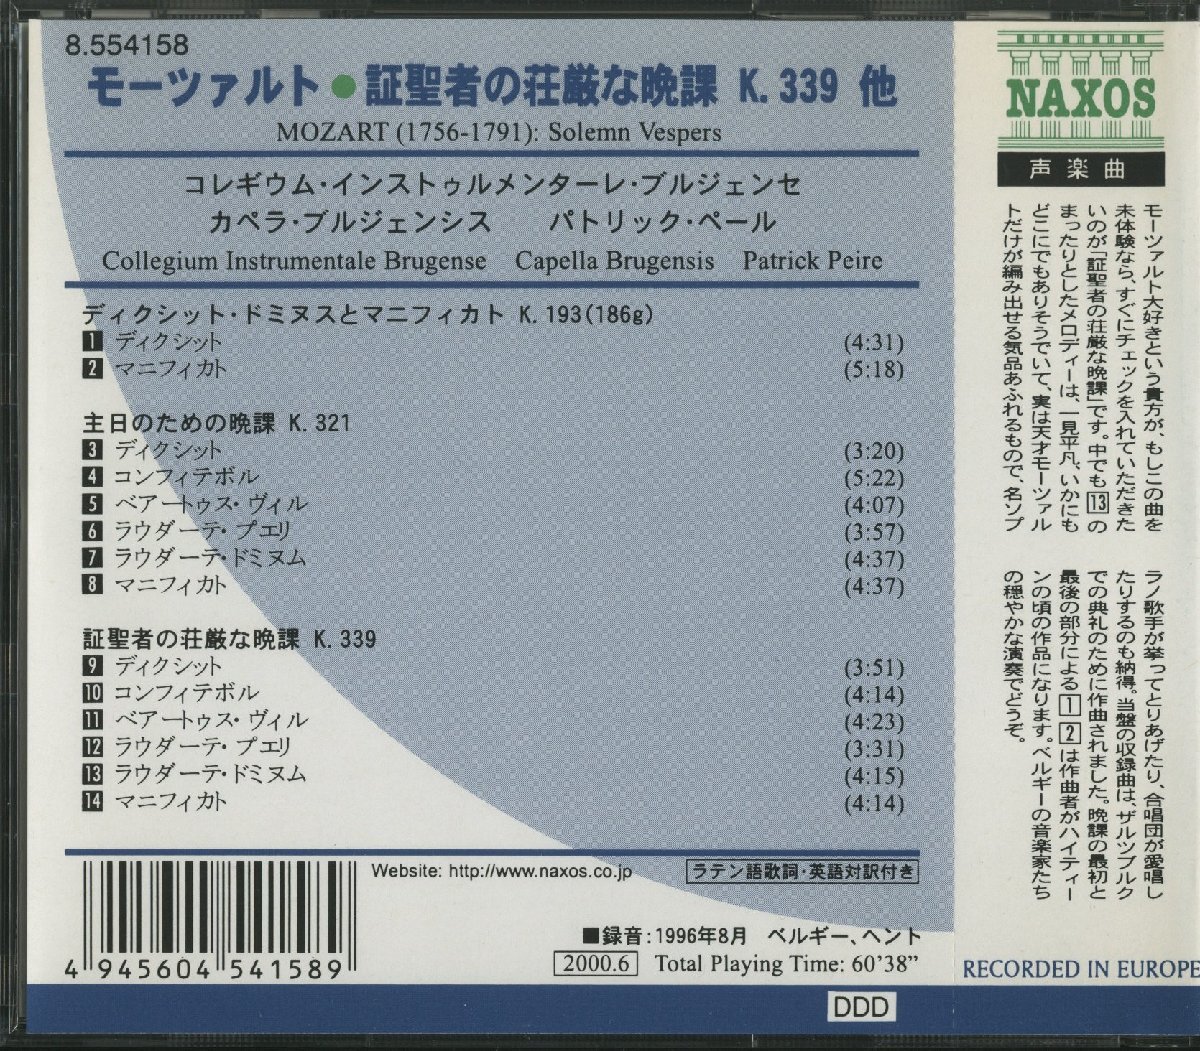 8.554158
モーツァルト●証聖者の荘厳な晩課 K. 339 他
MOZART (1756-1791): Solemn Vespers
コレギウム・インストゥルメンターレ・ブルジェンセ
カペラ・ブルジェンシス　パトリック・ペール
Collegium Instrumentale Brugense Capella Brugensis Patrick Peire
ディクシット・ドミヌスとマニフィカト K. 193(186g)
1 ディクシット (4:31)
2 マニフィカト (5:18)
主日のための晩課 K. 321
3 ディクシット (3:20)
4 コンフィテボル (5:22)
5 ベアートゥス・ヴィル (4:07)
6 ラウダーテ・プエリ (3:57)
7 ラウダーテ・ドミヌム (4:37)
8 マニフィカト (4:37)
証聖者の荘厳な晩課 K. 339
9 ディクシット (3:51)
10 コンフィテボル (4:14)
11 ベアートゥス・ヴィル (4:23)
12 ラウダーテ・プエリ (3:31)
13 ラウダーテ・ドミヌム (4:15)
14 マニフィカト (4:14)
4 945604 541589
Website: http://www.naxos.co.jp
ラテン語歌詞・英語対訳付き
■録音:1996年8月　ベルギー、ヘント
2000.6 Total Playing Time: 60'38"
DDD
NAXOS
声楽曲
モーツァルト大好きという貴方が、もしこの曲を
未体験なら、すぐにチェックを入れていただきた
いのが「証聖者の荘厳な晩課」です。中でも13の
まったりとしたメロディーは、一見平凡、いかにも
どこにでもありそうでいて、実は天才モーツァル
トだけが編み出せる気品あふれるもので、名ソプ
ラノ歌手が挙ってとりあげたり、合唱団が愛唱し
たりするのも納得。当盤の収録曲は、ザルツブルク
での典礼のために作曲されました。晩課の最初と
最後の部分による1 2は作曲者がハイティー
ンの頃の作品になります。ベルギーの音楽家たち
の穏やかな演奏でどうぞ。
RECORDED IN EUROPE